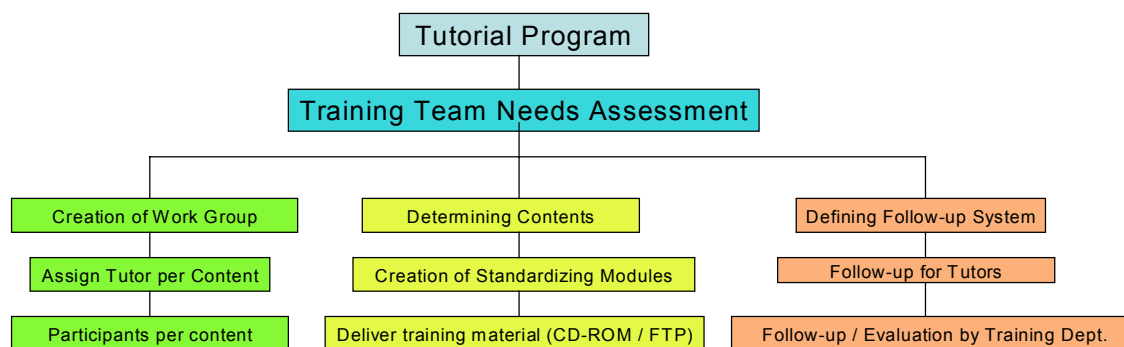 Tutorial Program
Training Team Needs Assessment
Creation of Work Group
Determining Contents
Defining Follow-up System
Assign Tutor per Content
Creation of Standardizing Modules
Follow-up for Tutors
Participants per content
Deliver training material (CD-ROM / FTP)
Follow-up / Evaluation by Training Dept.